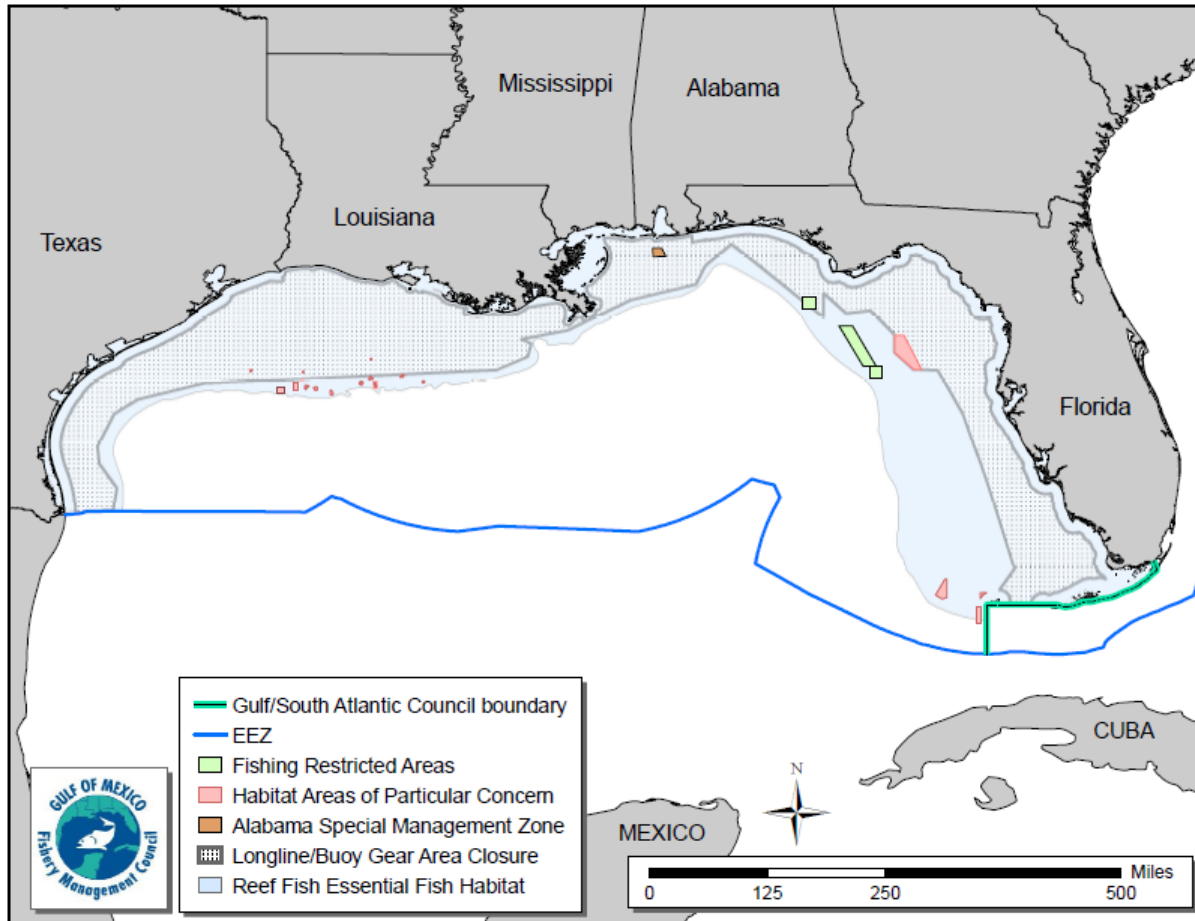 Mississippi
Alabama
Louisiana
Texas
Florida
CUBA
MEXICO
N
Gulf/South Atlantic Council boundary
EEZ
Fishing Restricted Areas
Habitat Areas of Particular Concern
Alabama Special Management Zone
Longline/Buoy Gear Area Closure
Reef Fish Essential Fish Habitat
GULF OF MEXICO
Fishery Management Council
Miles
0 125 250 500